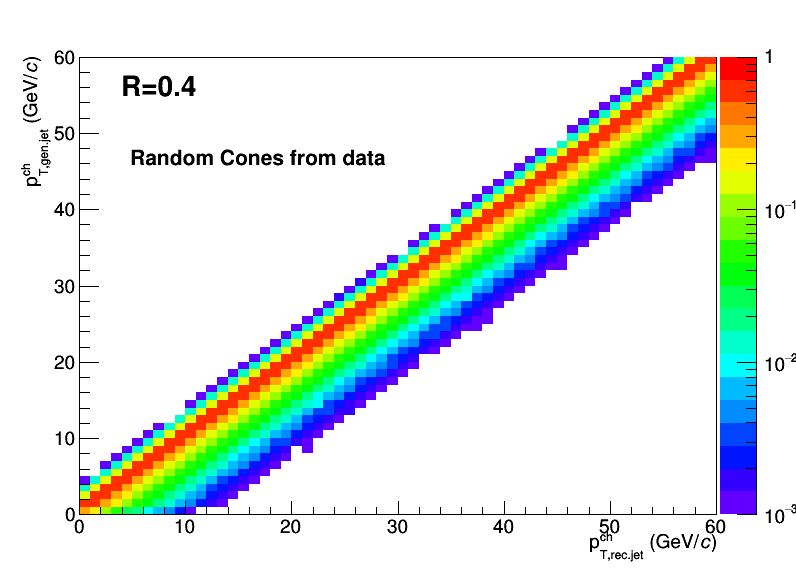 R=0.4
Random Cones from data
p^ch_T,gen.jet (GeV/c)
60
50
40
30
20
10
0
0 10 20 30 40 50 60
p^ch_T,rec.jet (GeV/c)
1
10⁻¹
10⁻²
10⁻³